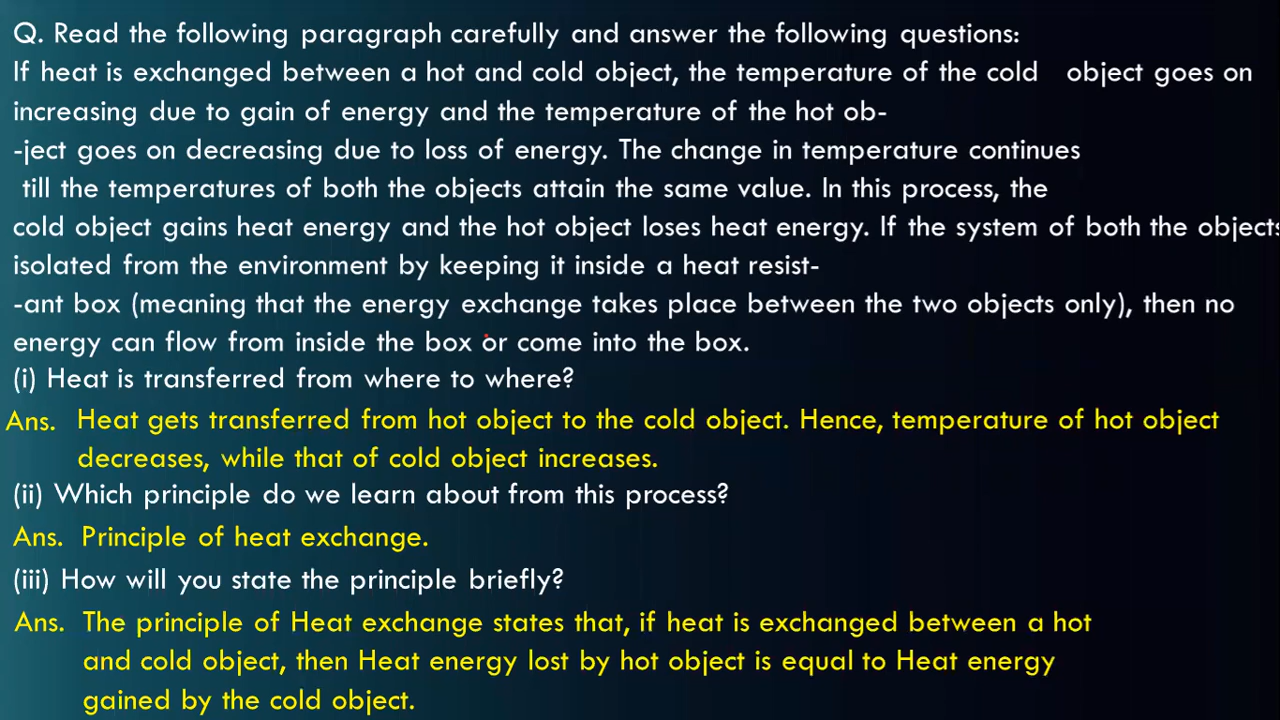 Q. Read the following paragraph carefully and answer the following questions:
If heat is exchanged between a hot and cold object, the temperature of the cold object goes on
increasing due to gain of energy and the temperature of the hot ob-
-ject goes on decreasing due to loss of energy. The change in temperature continues
till the temperatures of both the objects attain the same value. In this process, the
cold object gains heat energy and the hot object loses heat energy. If the system of both the objects
isolated from the environment by keeping it inside a heat resist-
-ant box (meaning that the energy exchange takes place between the two objects only), then no
energy can flow from inside the box or come into the box.
(i) Heat is transferred from where to where?
Ans. Heat gets transferred from hot object to the cold object. Hence, temperature of hot object
decreases, while that of cold object increases.
(ii) Which principle do we learn about from this process?
Ans. Principle of heat exchange.
(iii) How will you state the principle briefly?
Ans. The principle of Heat exchange states that, if heat is exchanged between a hot
and cold object, then Heat energy lost by hot object is equal to Heat energy
gained by the cold object.